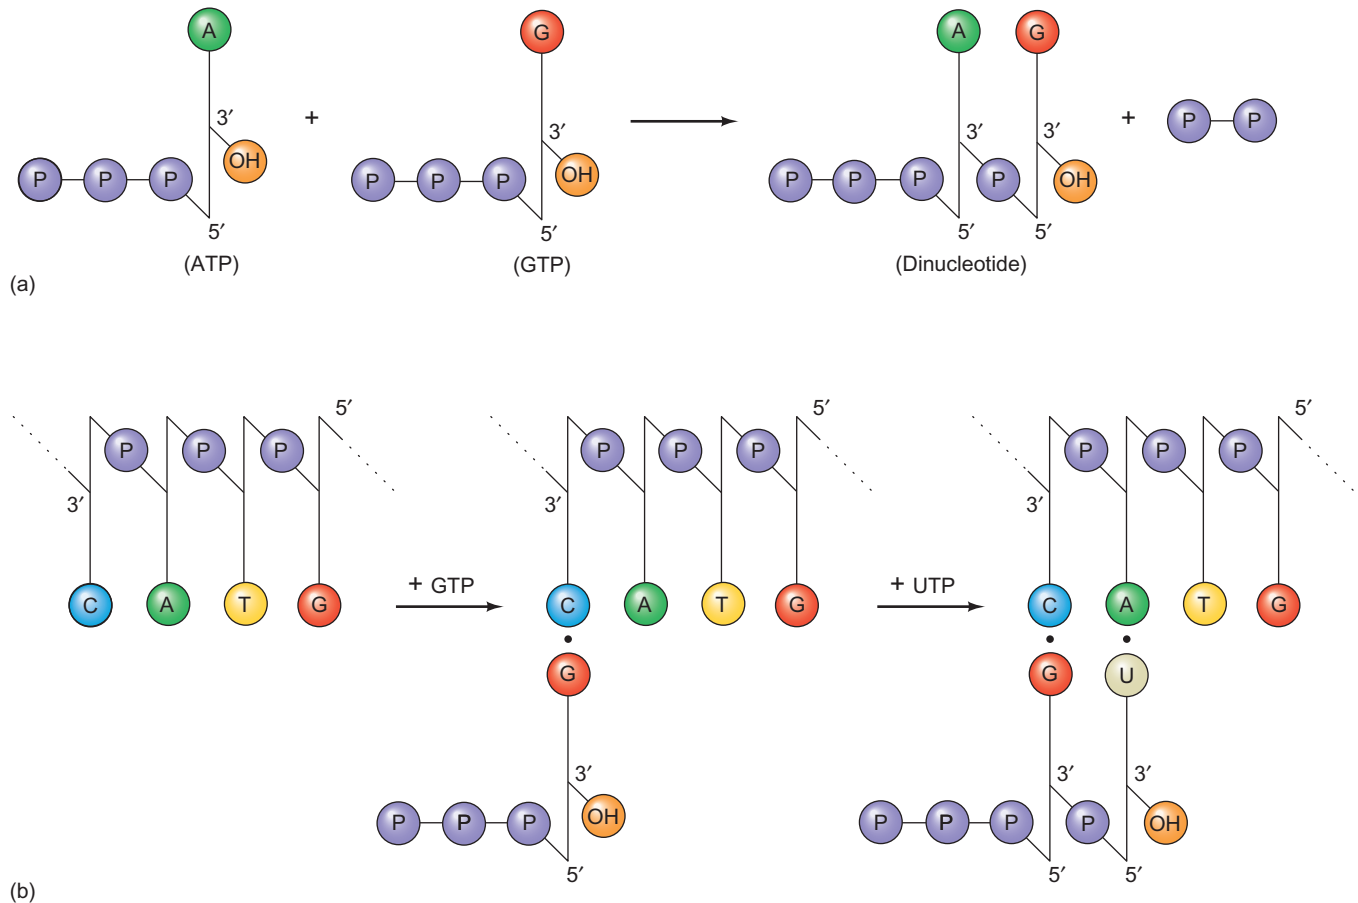 A G A G
3′ + 3′ 3′ 3′ + P P
OH OH OH
P P P P P P P P P P
5′ 5′ 5′ 5′
(ATP) (GTP) (Dinucleotide)
(a)
5′ 5′ 5′
P P P P P P P P P
3′ 3′ 3′
+ GTP + UTP
C A T G C A T G C A T G
G G U
3′ 3′ 3′
P P P OH P P P P OH
5′ 5′ 5′
(b)